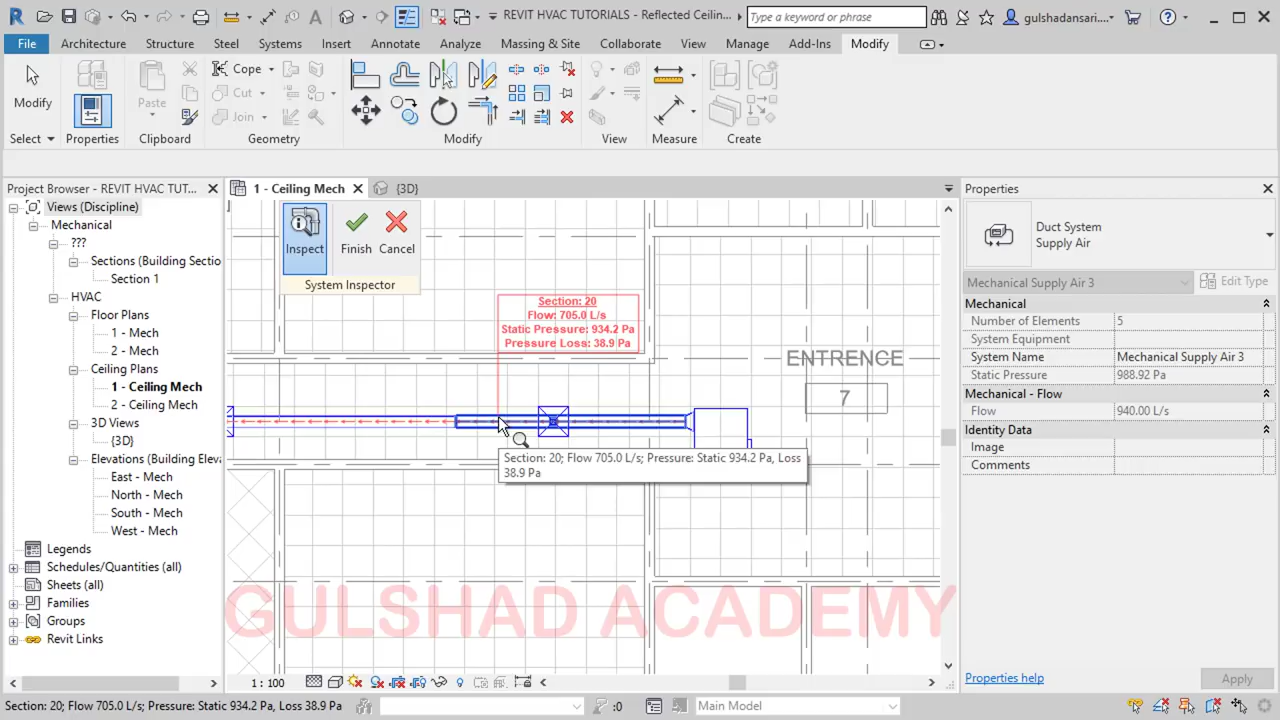 REVIT HVAC TUTORIALS - Reflected Ceilin...
Type a keyword or phrase
gulshadansari....
File
Architecture
Structure
Steel
Systems
Insert
Annotate
Analyze
Massing & Site
Collaborate
View
Manage
Add-Ins
Modify
Modify
Paste
Cope
Cut
Join
Select
Properties
Clipboard
Geometry
Modify
View
Measure
Create
Project Browser - REVIT HVAC TUT...
Views (Discipline)
Mechanical
???
Sections (Building Sectio
Section 1
HVAC
Floor Plans
1 - Mech
2 - Mech
Ceiling Plans
1 - Ceiling Mech
2 - Ceiling Mech
3D Views
{3D}
Elevations (Building Eleva
East - Mech
North - Mech
South - Mech
West - Mech
Legends
Schedules/Quantities (all)
Sheets (all)
Families
Groups
Revit Links
1 - Ceiling Mech
{3D}
Inspect
Finish
Cancel
System Inspector
Section: 20
Flow: 705.0 L/s
Static Pressure: 934.2 Pa
Pressure Loss: 38.9 Pa
ENTRENCE
7
Section: 20; Flow 705.0 L/s; Pressure: Static 934.2 Pa, Loss
38.9 Pa
GULSHAD ACADEMY
1 : 100
Properties
Duct System
Supply Air
Mechanical Supply Air 3
Edit Type
Mechanical
Number of Elements 5
System Equipment
System Name Mechanical Supply Air 3
Static Pressure 988.92 Pa
Mechanical - Flow
Flow 940.00 L/s
Identity Data
Image
Comments
Properties help
Apply
Section: 20; Flow 705.0 L/s; Pressure: Static 934.2 Pa, Loss 38.9 Pa
:0
Main Model
:0